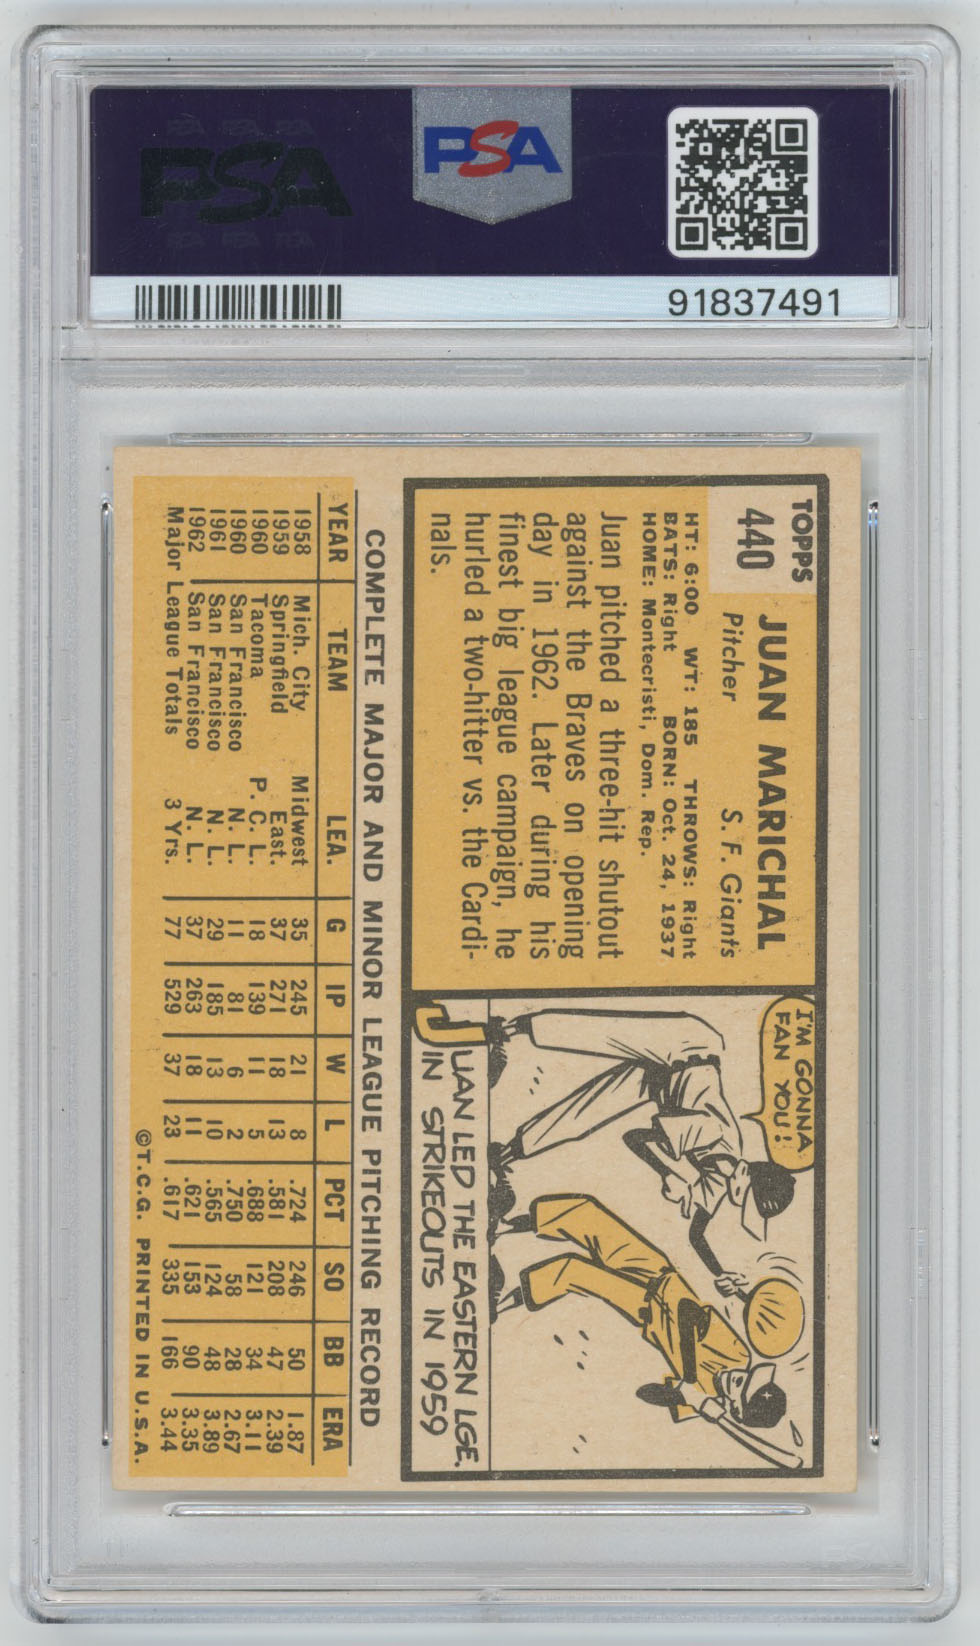 PSA PSA PSA
PSA
PSA PSA PSA
PSA
91837491
TOPPS
440
JUAN MARICHAL
Pitcher S. F. Giants
HT: 6:00 WT: 185 THROWS: Right
BATS: Right BORN: Oct. 24, 1937
HOME: Montecristi, Dom. Rep.
Juan pitched a three-hit shutout
against the Braves on opening
day in 1962. Later during his
finest big league campaign, he
hurled a two-hitter vs. the Cardi-
nals.
I'M GONNA
FAN YOU!
JUAN LED THE EASTERN LGE.
IN STRIKEOUTS IN 1959
COMPLETE MAJOR AND MINOR LEAGUE PITCHING RECORD
YEAR TEAM LEA. G IP W L PCT SO BB ERA
1958 Mich. City Midwest 35 245 21 8 .724 246 50 1.87
1959 Springfield East. 37 271 18 13 .581 208 47 2.39
1960 Tacoma P. C. L. 18 139 11 5 .688 121 34 3.11
1960 San Francisco N. L. 11 81 6 2 .750 58 28 2.67
1961 San Francisco N. L. 29 185 13 10 .565 124 48 3.89
1962 San Francisco N. L. 37 263 18 11 .621 153 90 3.35
Major League Totals 3 Yrs. 77 529 37 23 .617 335 166 3.44
©T.C.G. PRINTED IN U.S.A.